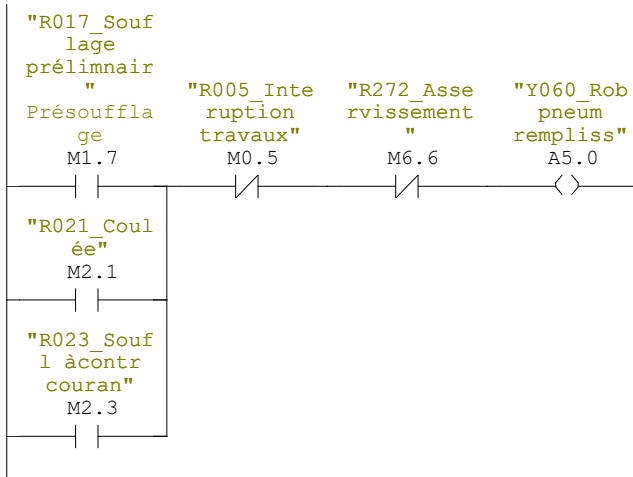 "R017_Souf
flage
prélimnair
"
Présouffla
ge
M1.7
"R005_Inte
ruption
travaux"
M0.5
"R272_Asse
rvissement
"
M6.6
"Y060_Rob
pneum
rempliss"
A5.0
"R021_Coul
ée"
M2.1
"R023_Souf
l àcontr
couran"
M2.3